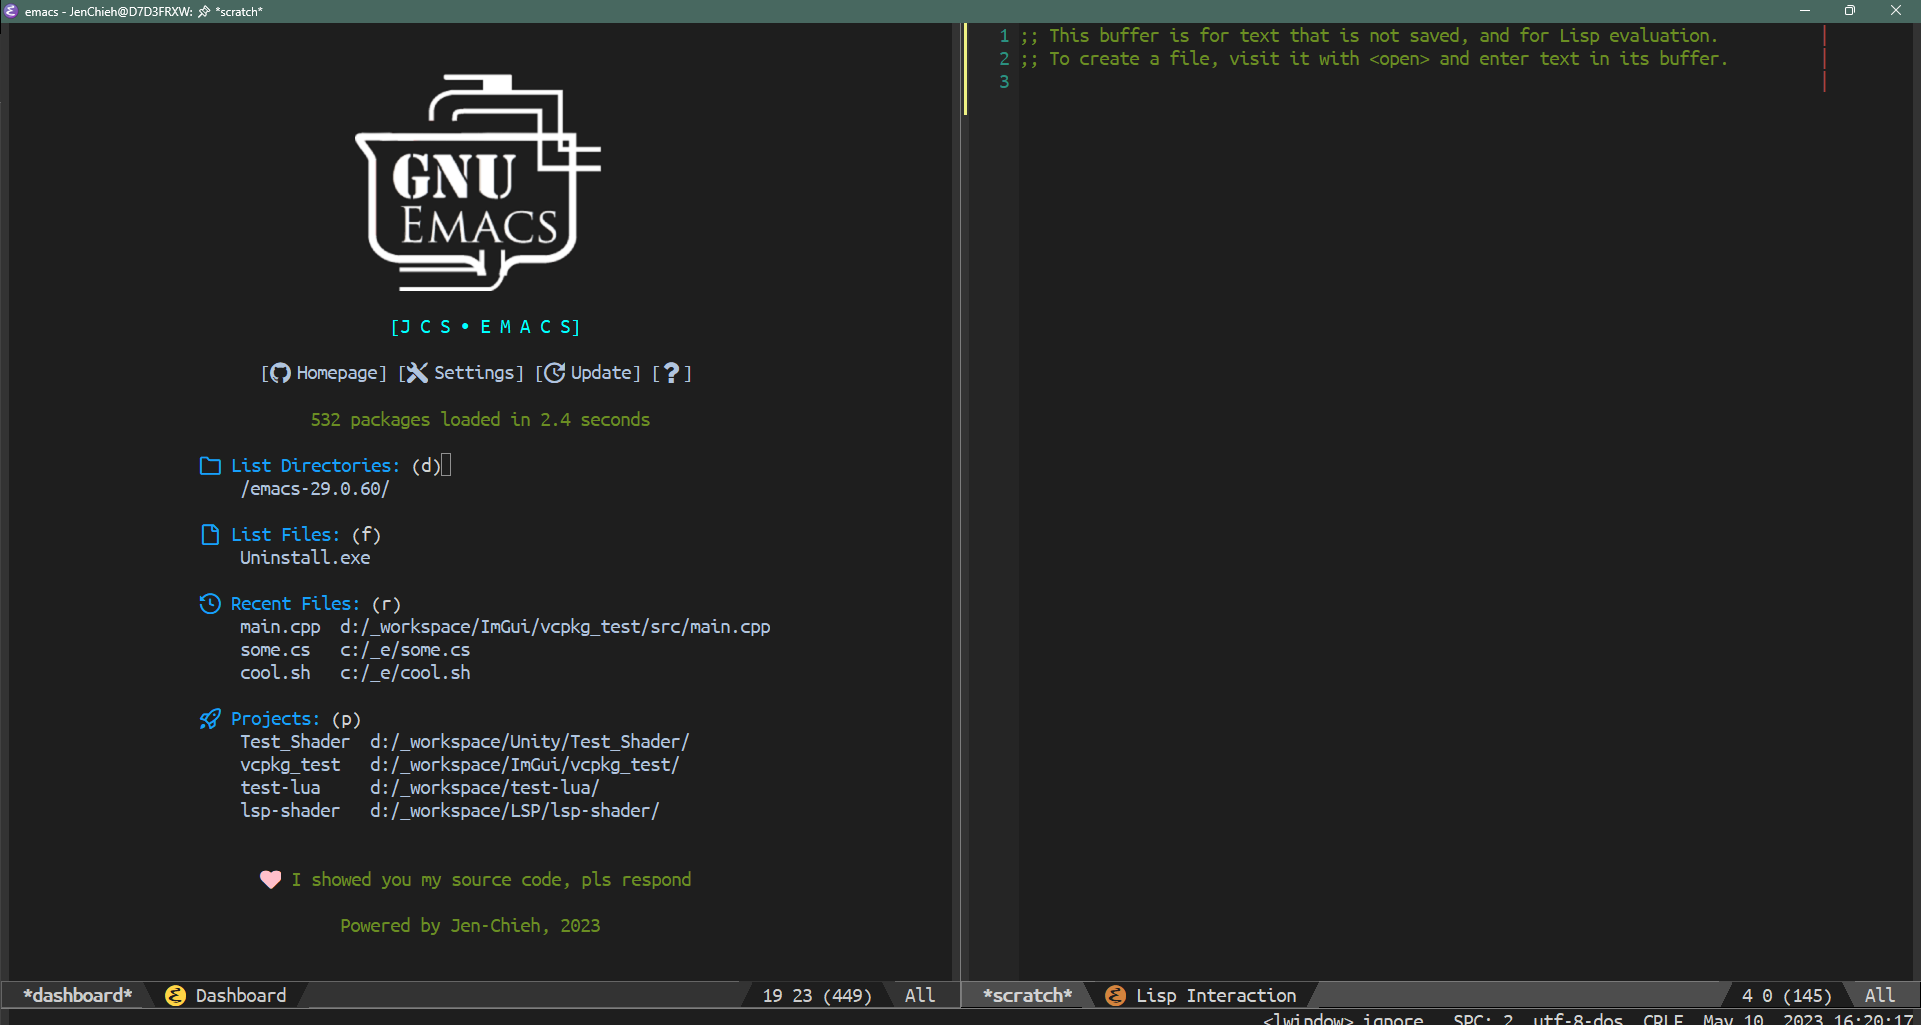 emacs - JenChieh@D7D3FRXW: *scratch*
GNU
EMACS
[J C S • E M A C S]
[ Homepage] [ Settings] [ Update] [?]
532 packages loaded in 2.4 seconds
List Directories: (d)
/emacs-29.0.60/
List Files: (f)
Uninstall.exe
Recent Files: (r)
main.cpp d:/_workspace/ImGui/vcpkg_test/src/main.cpp
some.cs c:/_e/some.cs
cool.sh c:/_e/cool.sh
Projects: (p)
Test_Shader d:/_workspace/Unity/Test_Shader/
vcpkg_test d:/_workspace/ImGui/vcpkg_test/
test-lua d:/_workspace/test-lua/
lsp-shader d:/_workspace/LSP/lsp-shader/
I showed you my source code, pls respond
Powered by Jen-Chieh, 2023
*dashboard* Dashboard 19 23 (449) All
1 ;; This buffer is for text that is not saved, and for Lisp evaluation.
2 ;; To create a file, visit it with <open> and enter text in its buffer.
3
*scratch* Lisp Interaction 4 0 (145) All
<lwindow> ignore SPC: 2 utf-8-dos CRLF May 10, 2023 16:20:17